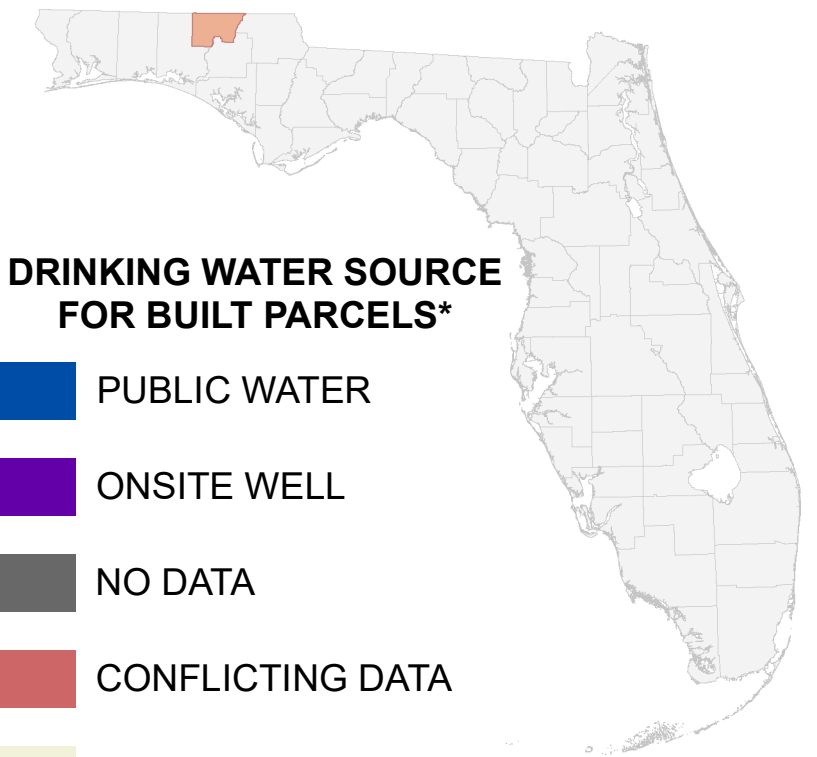 DRINKING WATER SOURCE
FOR BUILT PARCELS*
PUBLIC WATER
ONSITE WELL
NO DATA
CONFLICTING DATA